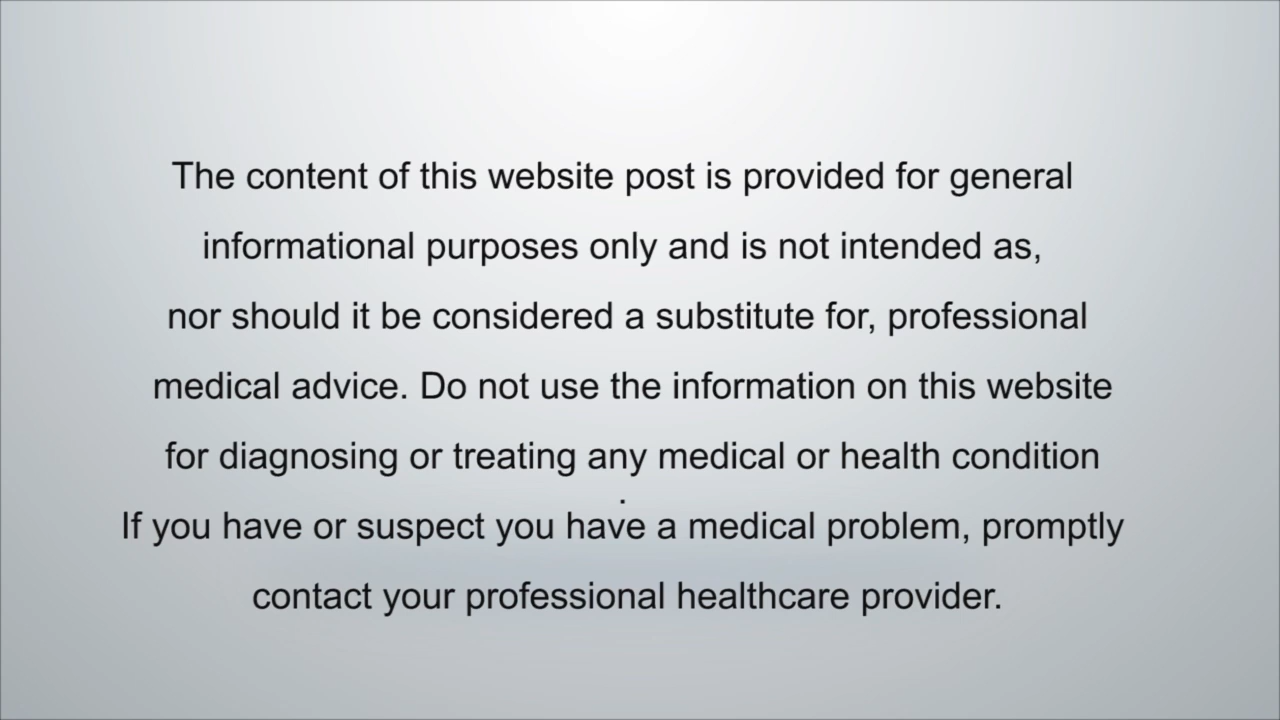 The content of this website post is provided for general
informational purposes only and is not intended as,
nor should it be considered a substitute for, professional
medical advice. Do not use the information on this website
for diagnosing or treating any medical or health condition
.
If you have or suspect you have a medical problem, promptly
contact your professional healthcare provider.